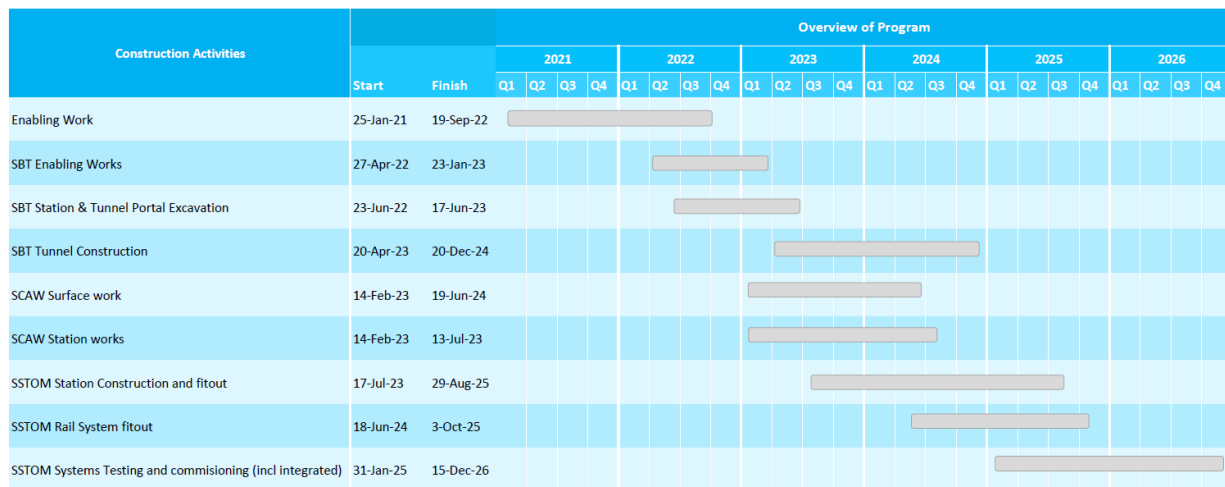 Overview of Program
Construction Activities
2021 2022 2023 2024 2025 2026
Start Finish Q1 Q2 Q3 Q4 Q1 Q2 Q3 Q4 Q1 Q2 Q3 Q4 Q1 Q2 Q3 Q4 Q1 Q2 Q3 Q4 Q1 Q2 Q3 Q4
Enabling Work 25-Jan-21 19-Sep-22
SBT Enabling Works 27-Apr-22 23-Jan-23
SBT Station & Tunnel Portal Excavation 23-Jun-22 17-Jun-23
SBT Tunnel Construction 20-Apr-23 20-Dec-24
SCAW Surface work 14-Feb-23 19-Jun-24
SCAW Station works 14-Feb-23 13-Jul-23
SSTOM Station Construction and fitout 17-Jul-23 29-Aug-25
SSTOM Rail System fitout 18-Jun-24 3-Oct-25
SSTOM Systems Testing and commisioning (incl integrated) 31-Jan-25 15-Dec-26